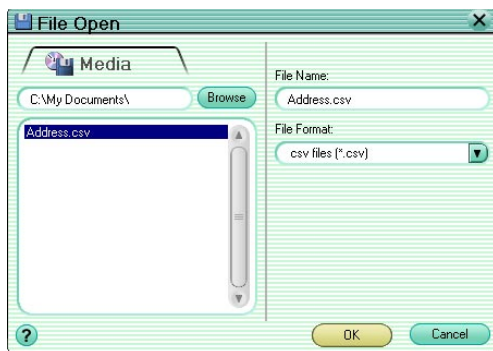 File Open
Media
C:\My Documents\
Browse
Address.csv
File Name:
Address.csv
File Format:
csv files (*.csv)
?
OK
Cancel